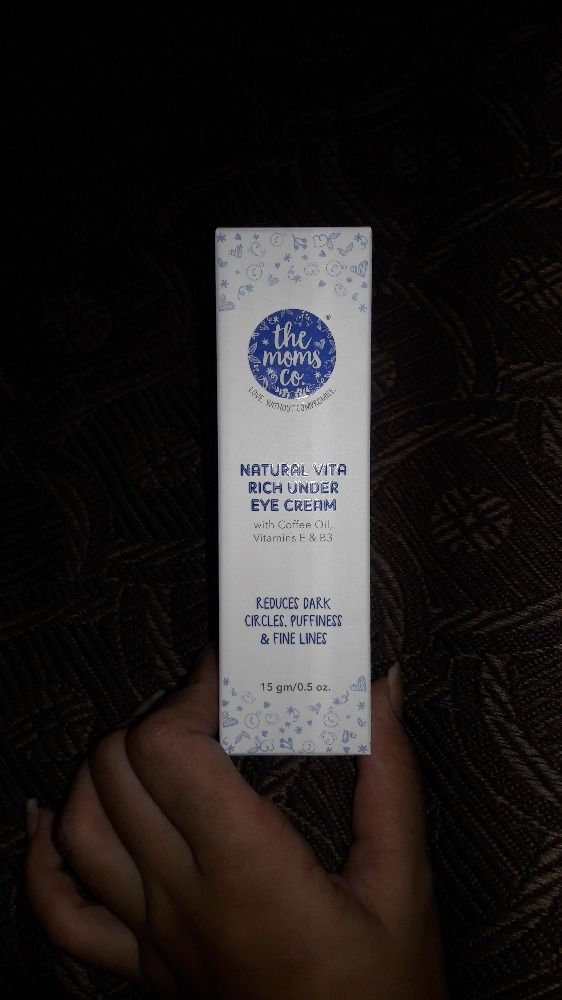 ®
the
moms
co.
LOVE. WITHOUT COMPROMISE.
NATURAL VITA
RICH UNDER
EYE CREAM
with Coffee Oil,
Vitamins E & B3
REDUCES DARK
CIRCLES, PUFFINESS
& FINE LINES
15 gm/0.5 oz.